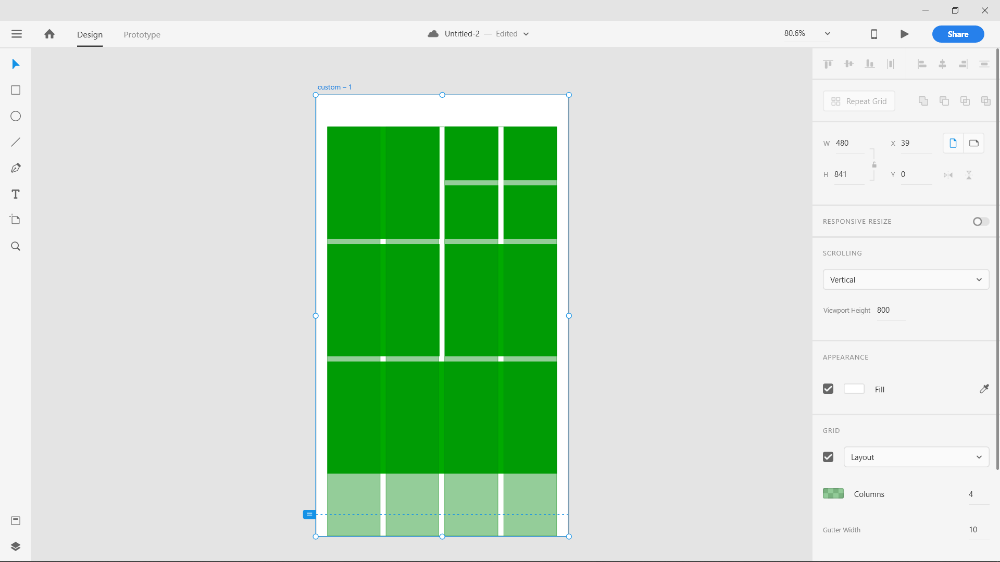 Design
Prototype
Untitled-2 — Edited
80.6%
Share
custom – 1
Repeat Grid
W 480
X 39
H 841
Y 0
RESPONSIVE RESIZE
SCROLLING
Vertical
Viewport Height 800
APPEARANCE
Fill
GRID
Layout
Columns 4
Gutter Width 10